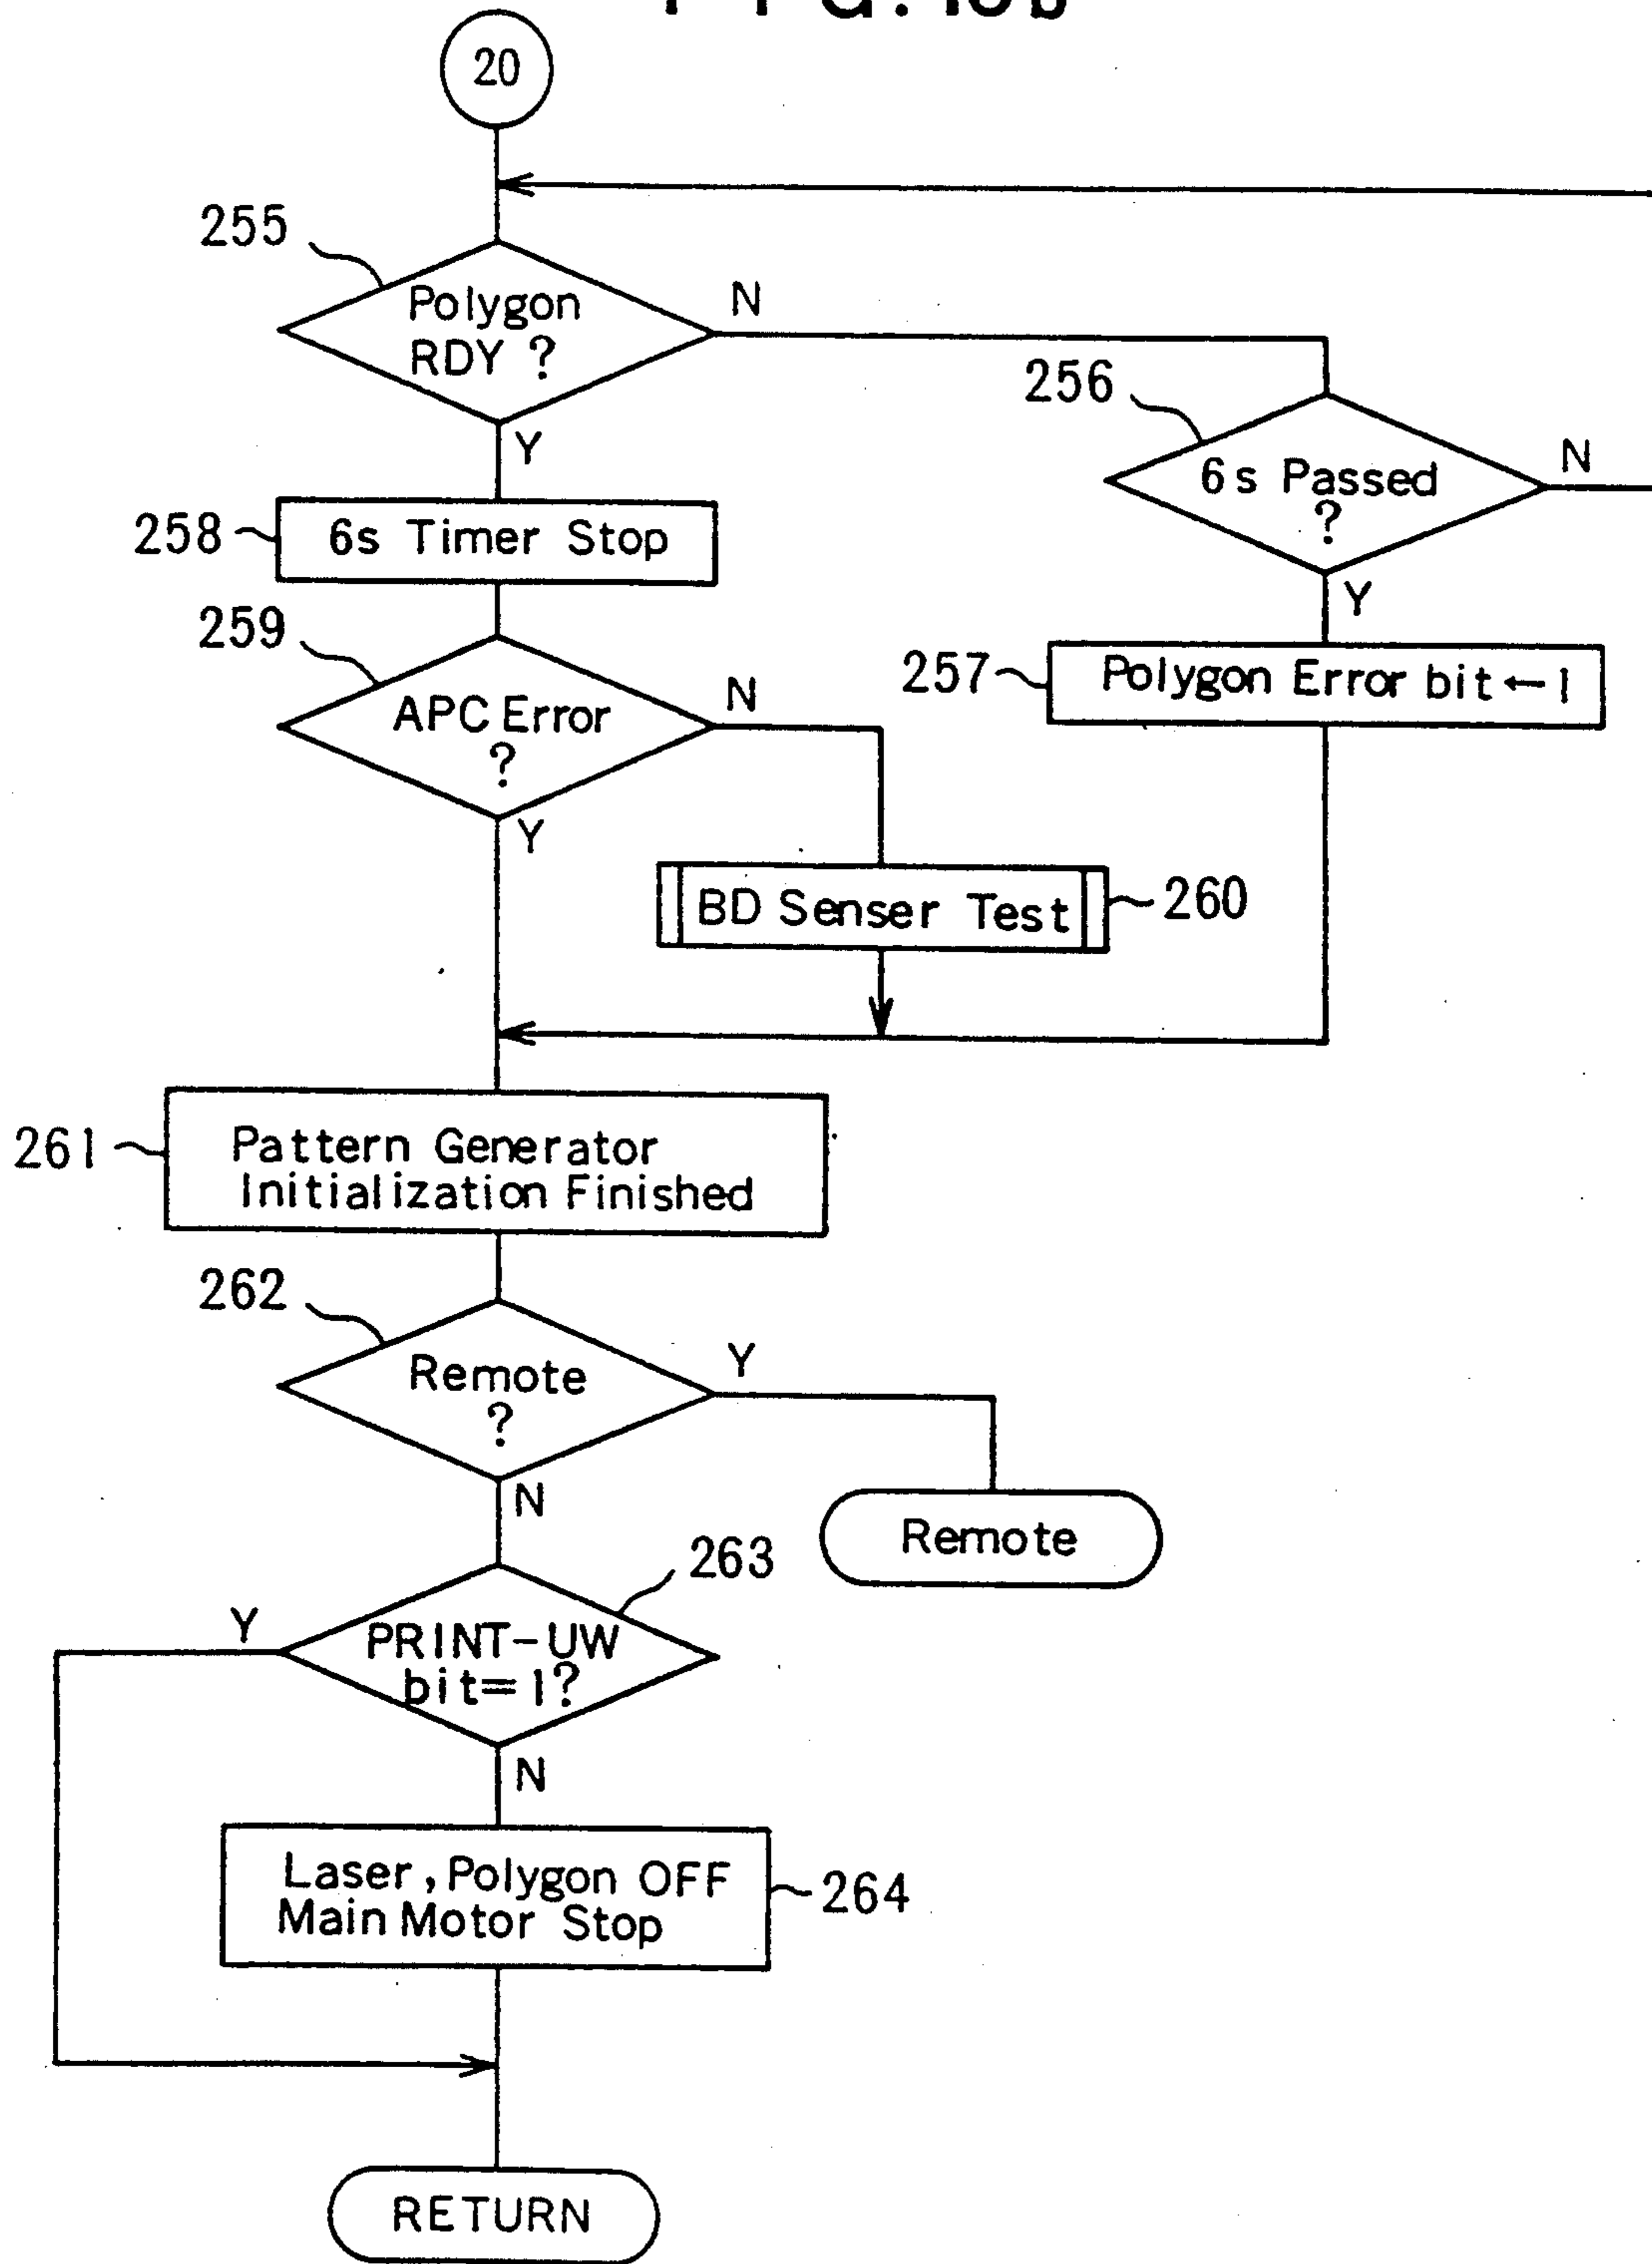 20
255
Polygon
RDY ?
N
Y
256
6s Passed
?
N
Y
258
6s Timer Stop
257
Polygon Error bit ← 1
259
APC Error
?
N
Y
BD Senser Test
260
261
Pattern Generator
Initialization Finished
262
Remote
?
Y
N
Remote
263
PRINT-UW
bit=1?
Y
N
Laser, Polygon OFF
Main Motor Stop
264
RETURN